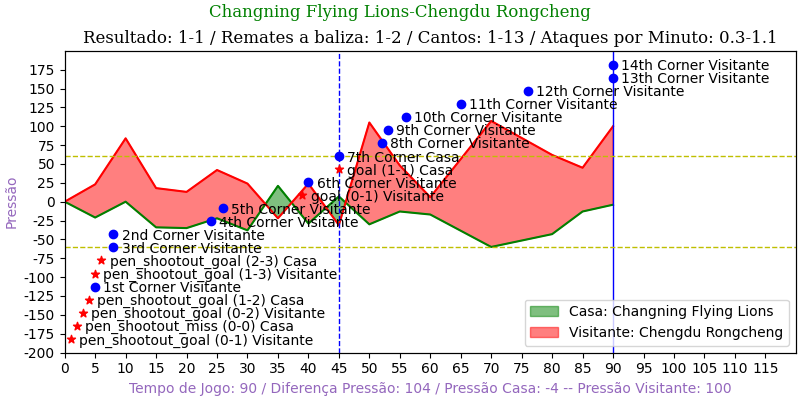 Changning Flying Lions-Chengdu Rongcheng
Resultado: 1-1 / Remates a baliza: 1-2 / Cantos: 1-13 / Ataques por Minuto: 0.3-1.1
Pressão
175
150
125
100
75
50
25
0
-25
-50
-75
-100
-125
-150
-175
-200
14th Corner Visitante
13th Corner Visitante
12th Corner Visitante
11th Corner Visitante
10th Corner Visitante
9th Corner Visitante
8th Corner Visitante
7th Corner Casa
goal (1-1) Casa
6th Corner Visitante
goal (0-1) Visitante
5th Corner Visitante
4th Corner Visitante
2nd Corner Visitante
3rd Corner Visitante
pen_shootout_goal (2-3) Casa
pen_shootout_goal (1-3) Visitante
1st Corner Visitante
pen_shootout_goal (1-2) Casa
pen_shootout_goal (0-2) Visitante
pen_shootout_miss (0-0) Casa
pen_shootout_goal (0-1) Visitante
Casa: Changning Flying Lions
Visitante: Chengdu Rongcheng
0 5 10 15 20 25 30 35 40 45 50 55 60 65 70 75 80 85 90 95 100 105 110 115
Tempo de Jogo: 90 / Diferença Pressão: 104 / Pressão Casa: -4 -- Pressão Visitante: 100